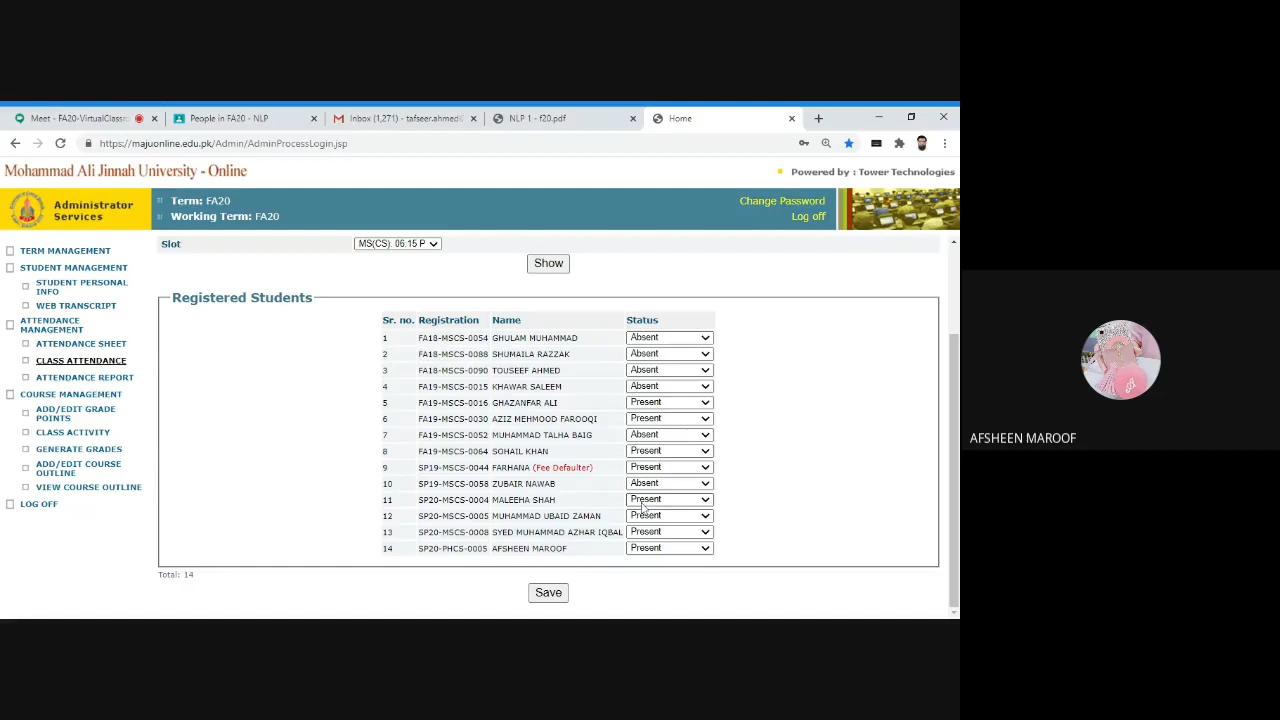 Meet - FA20-VirtualClass
People in FA20 - NLP
Inbox (1,271) - tafseer.ahmed@
NLP 1 - f20.pdf
Home
https://majuonline.edu.pk/Admin/AdminProcessLogin.jsp
Mohammad Ali Jinnah University - Online
Powered by : Tower Technologies
Administrator
Services
Term: FA20
Working Term: FA20
Change Password
Log off
TERM MANAGEMENT
STUDENT MANAGEMENT
STUDENT PERSONAL
INFO
WEB TRANSCRIPT
ATTENDANCE
MANAGEMENT
ATTENDANCE SHEET
CLASS ATTENDANCE
ATTENDANCE REPORT
COURSE MANAGEMENT
ADD/EDIT GRADE
POINTS
CLASS ACTIVITY
GENERATE GRADES
ADD/EDIT COURSE
OUTLINE
VIEW COURSE OUTLINE
LOG OFF
Slot MS(CS): 06:15 P
Show
Registered Students
Sr. no. Registration Name Status
1 FA18-MSCS-0054 GHULAM MUHAMMAD Absent
2 FA18-MSCS-0088 SHUMAILA RAZZAK Absent
3 FA18-MSCS-0090 TOUSEEF AHMED Absent
4 FA19-MSCS-0015 KHAWAR SALEEM Absent
5 FA19-MSCS-0016 GHAZANFAR ALI Present
6 FA19-MSCS-0030 AZIZ MEHMOOD FAROOQI Present
7 FA19-MSCS-0052 MUHAMMAD TALHA BAIG Absent
8 FA19-MSCS-0064 SOHAIL KHAN Present
9 SP19-MSCS-0044 FARHANA (Fee Defaulter) Present
10 SP19-MSCS-0058 ZUBAIR NAWAB Absent
11 SP20-MSCS-0004 MALEEHA SHAH Present
12 SP20-MSCS-0005 MUHAMMAD UBAID ZAMAN Present
13 SP20-MSCS-0008 SYED MUHAMMAD AZHAR IQBAL Present
14 SP20-PHCS-0005 AFSHEEN MAROOF Present
Total: 14
Save
AFSHEEN MAROOF